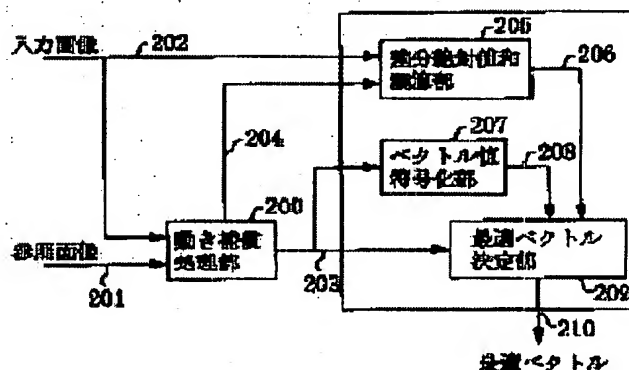 入力画像
202
205
差分絶対値和
演算部
206
204
207
ベクトル値
符号化部
208
200
動き補償
処理部
参照画像
201
203
最適ベクトル
決定部
209
210
最適ベクトル